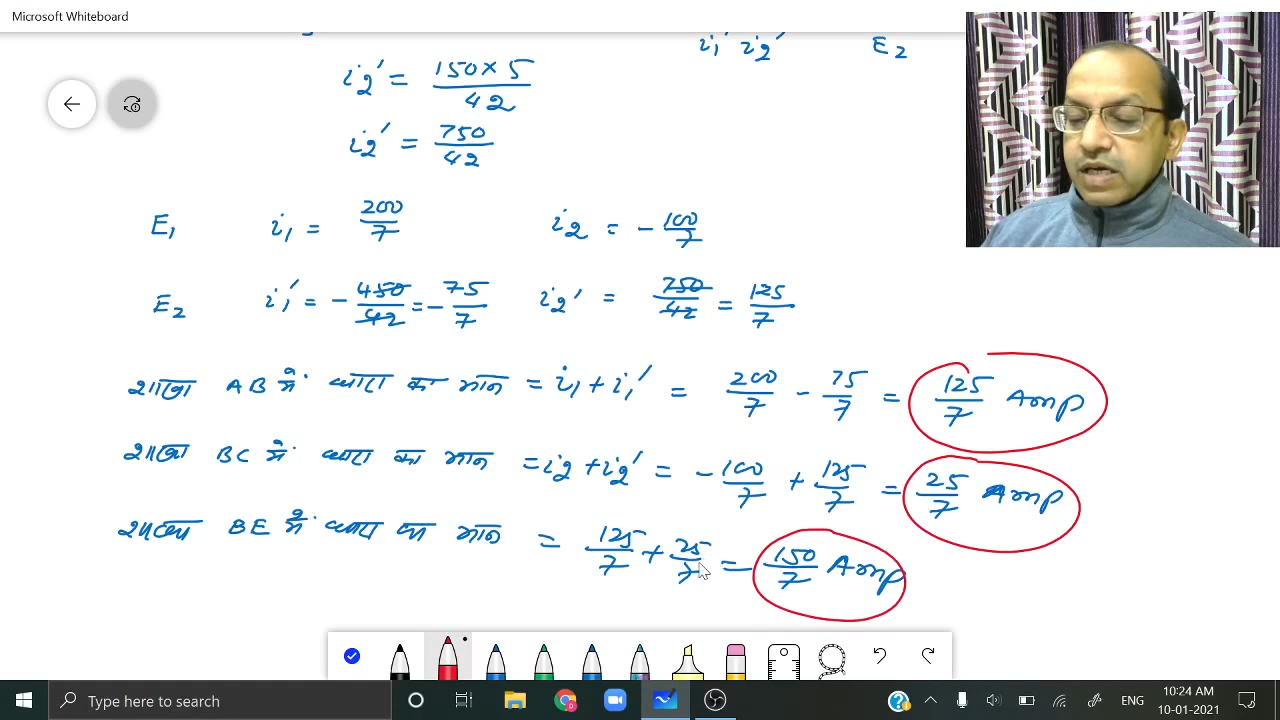 Microsoft Whiteboard
i₁' i₂' E₂
i₂' = 150×5/42
i₂' = 750/42
E₁ i₁ = 200/7 i₂ = -100/7
E₂ i₁' = -450/42 = -75/7 i₂' = 750/42 = 125/7
शाखा AB में धारा का मान = i₁ + i₁' = 200/7 - 75/7 = 125/7 Amp
शाखा BC में धारा का मान = i₂ + i₂' = -100/7 + 125/7 = 25/7 Amp
शाखा BE में धारा का मान = 125/7 + 25/7 = 150/7 Amp
Type here to search
ENG
10:24 AM
10-01-2021